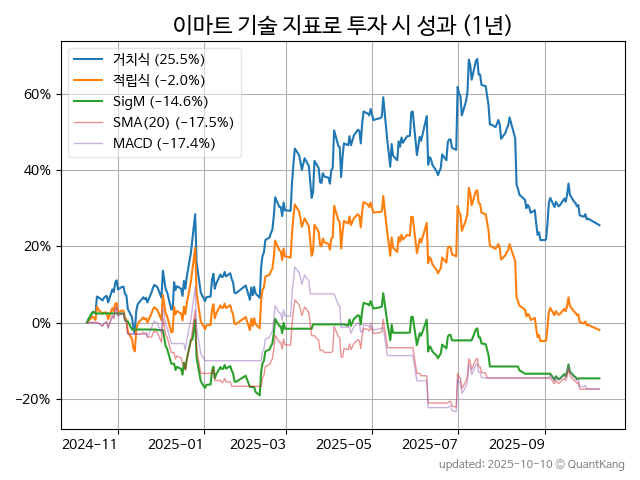 이마트 기술 지표로 투자 시 성과 (1년)
거치식 (25.5%)
적립식 (−2.0%)
SigM (−14.6%)
SMA(20) (−17.5%)
MACD (−17.4%)
60%
40%
20%
0%
−20%
2024-11 2025-01 2025-03 2025-05 2025-07 2025-09
updated: 2025-10-10 © QuantKang